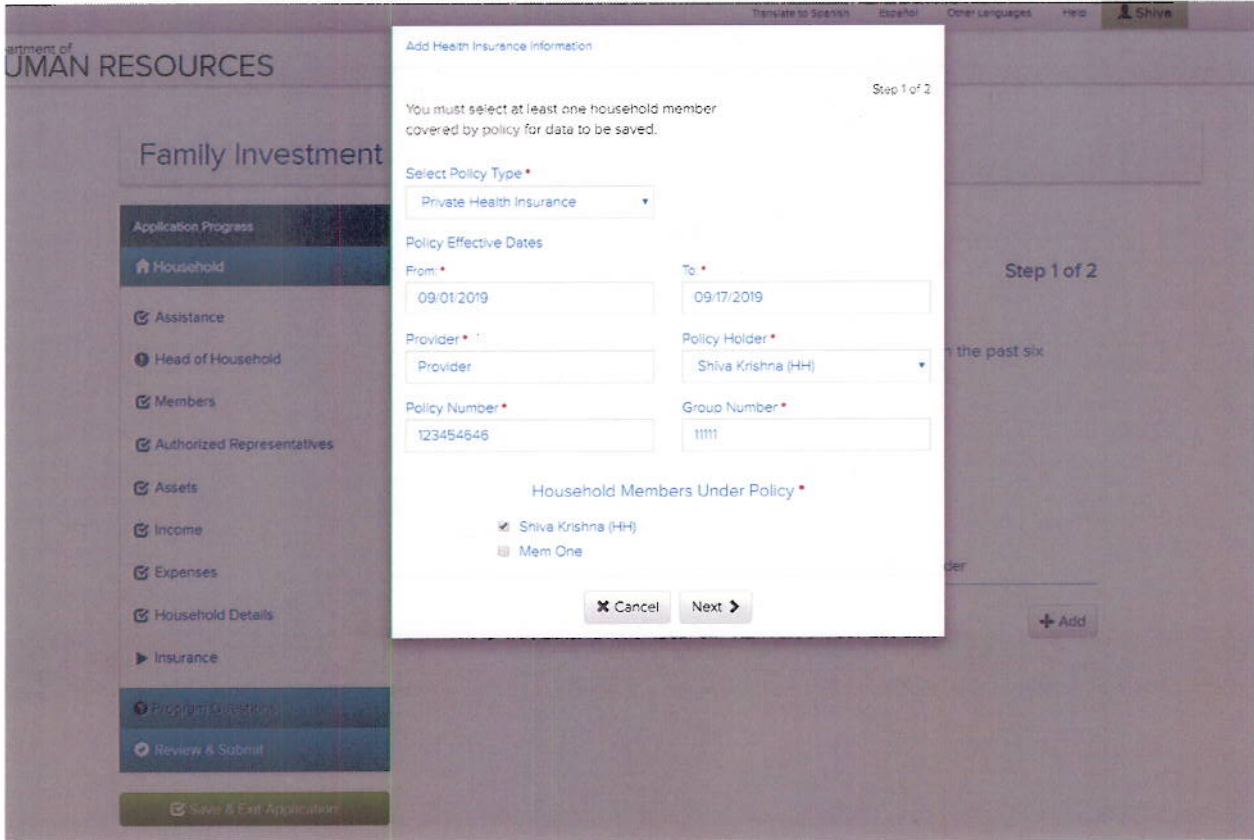 Translate to Spanish Español Other Languages Help Shiva
artment of
UMAN RESOURCES
Family Investment
Application Progress
Household
Assistance
Head of Household
Members
Authorized Representatives
Assets
Income
Expenses
Household Details
Insurance
Program Questions
Review & Submit
Save & Exit Application
Add Health Insurance Information
Step 1 of 2
You must select at least one household member
covered by policy for data to be saved.
Select Policy Type *
Private Health Insurance
Policy Effective Dates
From: * To: *
09/01/2019 09/17/2019
Provider * Policy Holder *
Provider Shiva Krishna (HH)
Policy Number * Group Number *
123454646 11111
Household Members Under Policy *
Shiva Krishna (HH)
Mem One
Cancel Next
Step 1 of 2
n the past six
der
Add